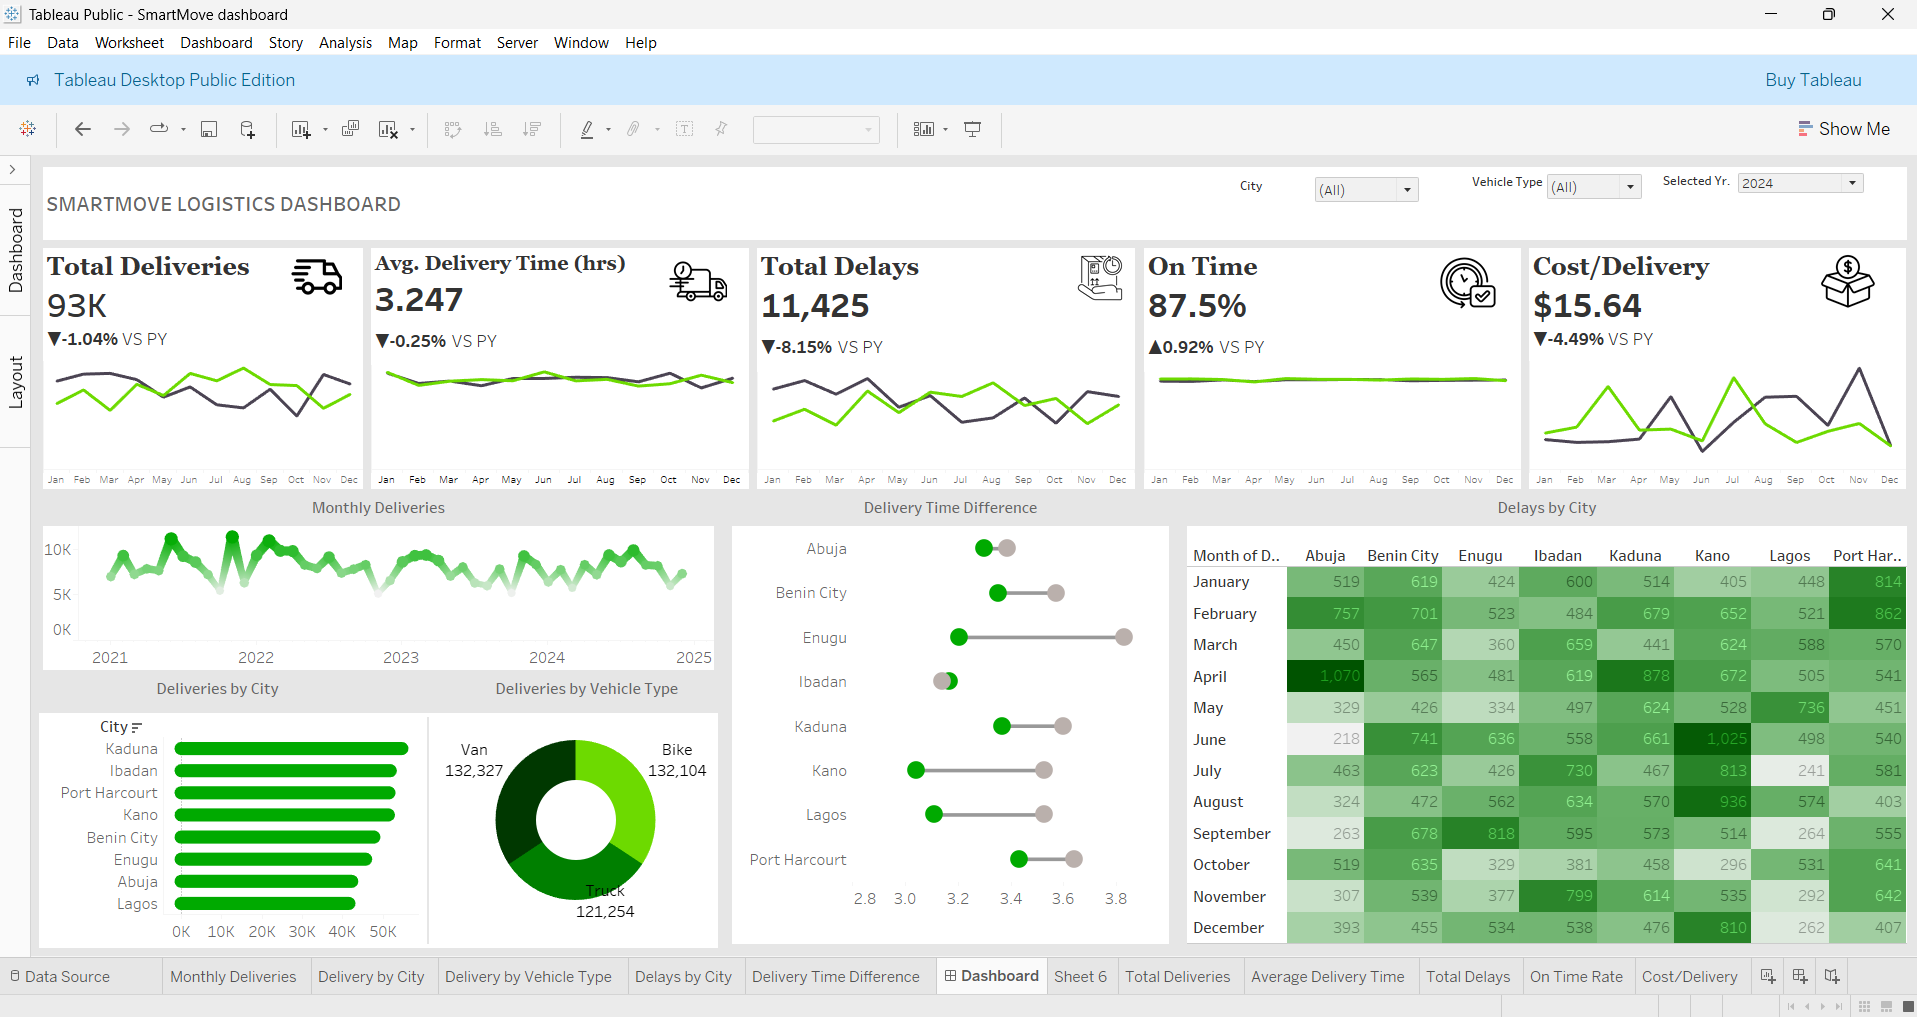 Tableau Public - SmartMove dashboard
File Data Worksheet Dashboard Story Analysis Map Format Server Window Help
Tableau Desktop Public Edition
Buy Tableau
Show Me
Dashboard
Layout
SMARTMOVE LOGISTICS DASHBOARD
City
(All)
Vehicle Type
(All)
Selected Yr.
2024
Total Deliveries
93K
▼-1.04% VS PY
Jan Feb Mar Apr May Jun Jul Aug Sep Oct Nov Dec
Avg. Delivery Time (hrs)
3.247
▼-0.25% VS PY
Jan Feb Mar Apr May Jun Jul Aug Sep Oct Nov Dec
Total Delays
11,425
▼-8.15% VS PY
Jan Feb Mar Apr May Jun Jul Aug Sep Oct Nov Dec
On Time
87.5%
▲0.92% VS PY
Jan Feb Mar Apr May Jun Jul Aug Sep Oct Nov Dec
Cost/Delivery
$15.64
▼-4.49% VS PY
Jan Feb Mar Apr May Jun Jul Aug Sep Oct Nov Dec
Monthly Deliveries
10K
5K
0K
2021 2022 2023 2024 2025
Deliveries by City
City
Kaduna
Ibadan
Port Harcourt
Kano
Benin City
Enugu
Abuja
Lagos
0K 10K 20K 30K 40K 50K
Deliveries by Vehicle Type
Van
132,327
Bike
132,104
Truck
121,254
Delivery Time Difference
Abuja
Benin City
Enugu
Ibadan
Kaduna
Kano
Lagos
Port Harcourt
2.8 3.0 3.2 3.4 3.6 3.8
Delays by City
Month of D.. Abuja Benin City Enugu Ibadan Kaduna Kano Lagos Port Har..
January 519 619 424 600 514 405 448 814
February 757 701 523 484 679 652 521 862
March 450 647 360 659 441 624 588 570
April 1,070 565 481 619 878 672 505 541
May 329 426 334 497 624 528 736 451
June 218 741 636 558 661 1,025 498 540
July 463 623 426 730 467 813 241 581
August 324 472 562 634 570 936 574 403
September 263 678 818 595 573 514 264 555
October 519 635 329 381 458 296 531 641
November 307 539 377 799 614 535 292 642
December 393 455 534 538 476 810 262 407
Data Source Monthly Deliveries Delivery by City Delivery by Vehicle Type Delays by City Delivery Time Difference Dashboard Sheet 6 Total Deliveries Average Delivery Time Total Delays On Time Rate Cost/Delivery